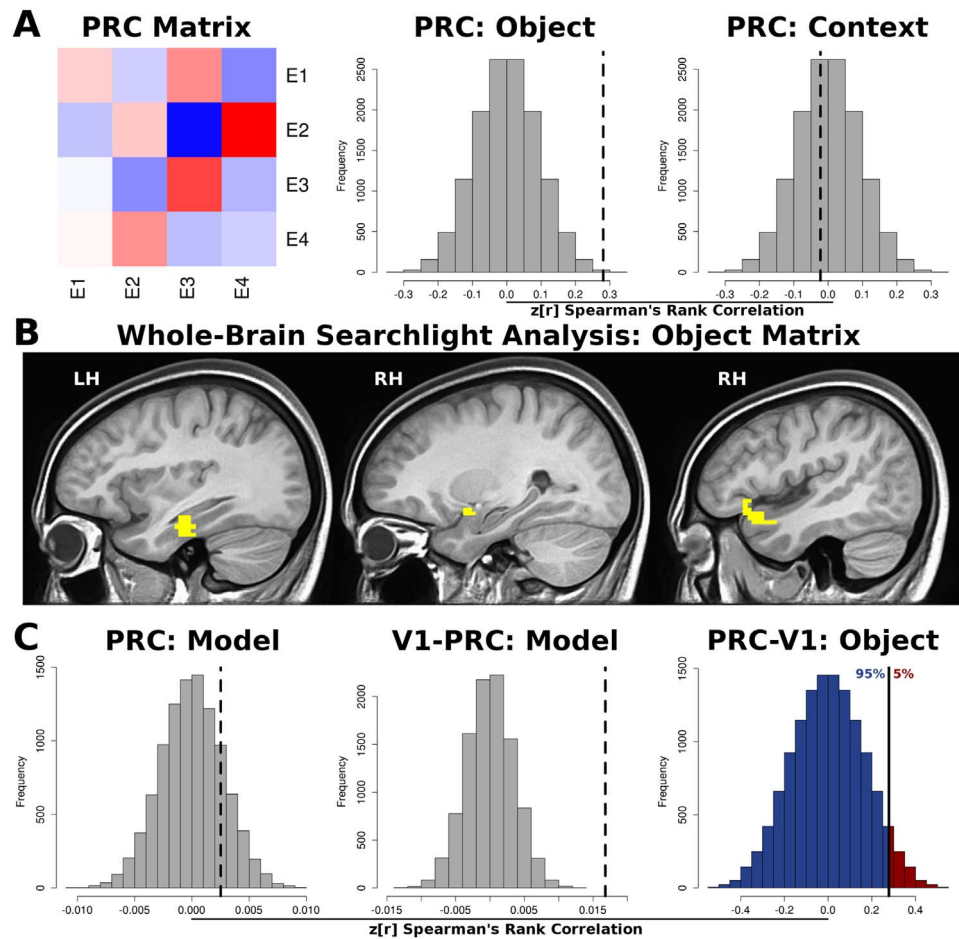 A
PRC Matrix
E1
E2
E3
E4
E1
E2
E3
E4
PRC: Object
Frequency
2500
2000
1500
1000
500
0
-0.3
-0.2
-0.1
0.0
0.1
0.2
0.3
PRC: Context
Frequency
2500
2000
1500
1000
500
0
-0.3
-0.2
-0.1
0.0
0.1
0.2
0.3
z[r] Spearman's Rank Correlation
B
Whole-Brain Searchlight Analysis: Object Matrix
LH
RH
RH
C
PRC: Model
Frequency
1500
1000
500
0
-0.010
-0.005
0.000
0.005
0.010
V1-PRC: Model
Frequency
2000
1500
1000
500
0
-0.015
-0.005
0.005
0.015
PRC-V1: Object
95%
5%
Frequency
1500
1000
500
0
-0.4
-0.2
0.0
0.2
0.4
z[r] Spearman's Rank Correlation